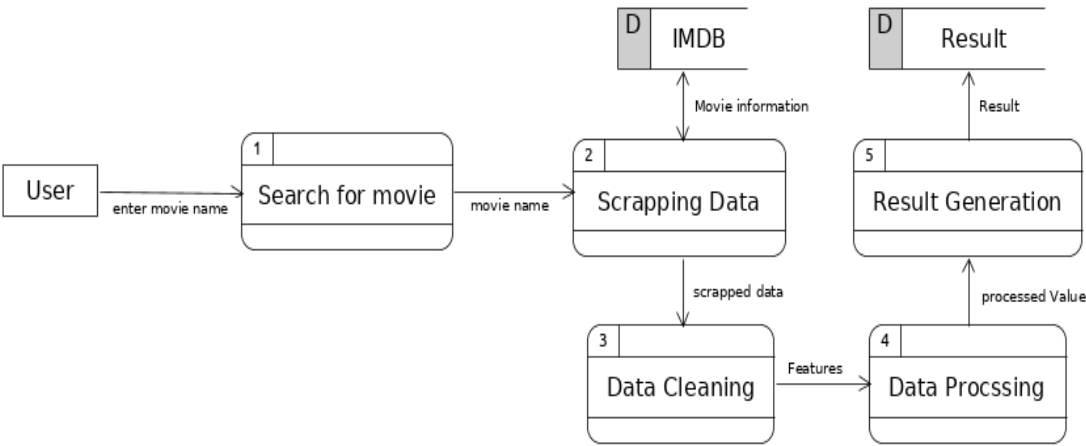 D
IMDB
D
Result
Movie information
Result
1
2
5
User
enter movie name
Search for movie
movie name
Scrapping Data
Result Generation
scrapped data
processed Value
3
4
Data Cleaning
Features
Data Procssing